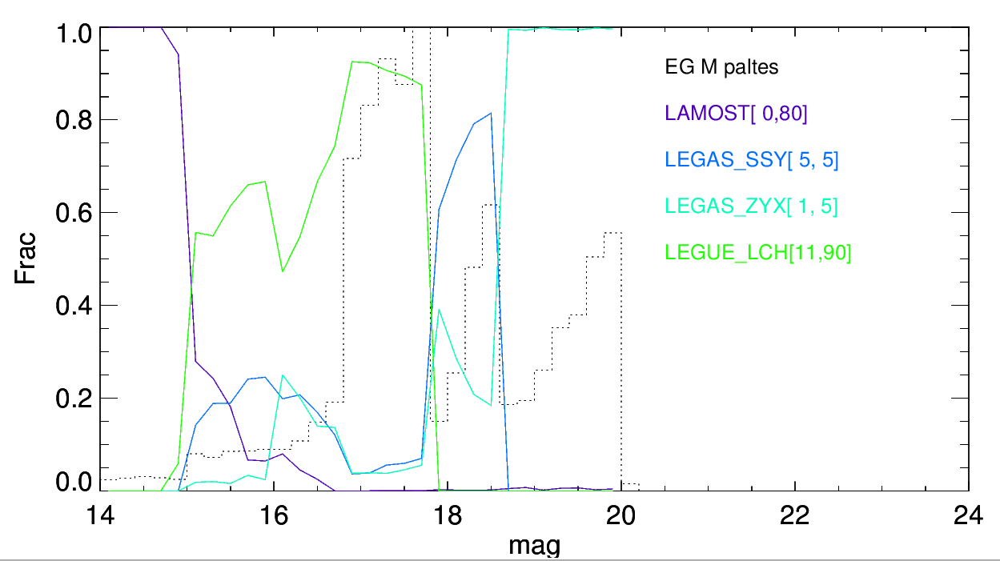 1.0
EG M paltes
LAMOST[ 0,80]
0.8
LEGAS_SSY[ 5, 5]
0.6
LEGAS_ZYX[ 1, 5]
LEGUE_LCH[11,90]
Frac
0.4
0.2
0.0
14 16 18 20 22 24
mag